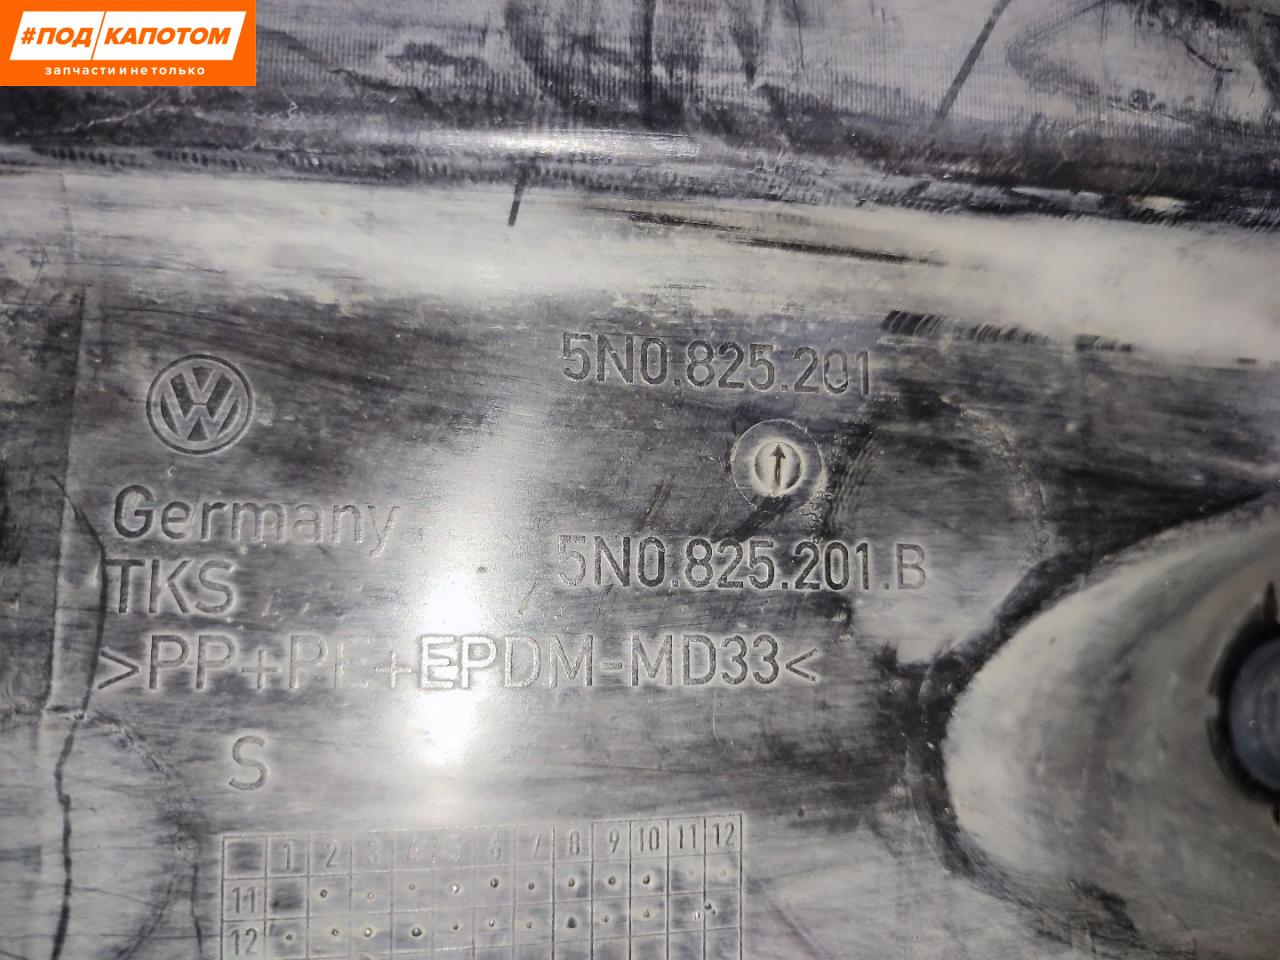 #ПОД КАПОТОМ
запчасти и не только
5N0.825.201
Germany
5N0.825.201.B
TKS
>PP+PE+EPDM-MD33<
S
1 2 3 4 5 6 7 8 9 10 11 12
11
12